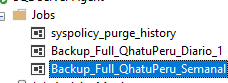 Jobs
syspolicy_purge_history
Backup_Full_QhatuPeru_Diario_1
Backup_Full_QhatuPeru_Semanal